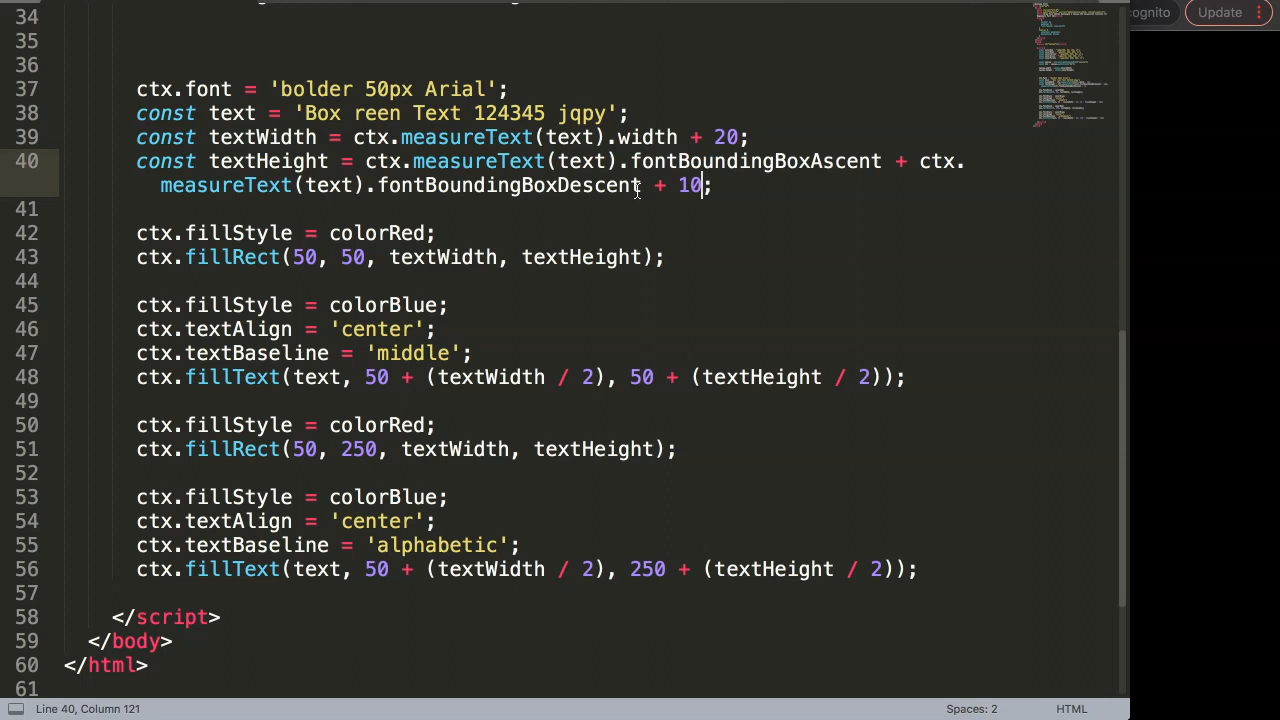 34
cognito
Update
35
36
37 ctx.font = 'bolder 50px Arial';
38 const text = 'Box reen Text 124345 jqpy';
39 const textWidth = ctx.measureText(text).width + 20;
40 const textHeight = ctx.measureText(text).fontBoundingBoxAscent + ctx.
measureText(text).fontBoundingBoxDescent + 10;
41
42 ctx.fillStyle = colorRed;
43 ctx.fillRect(50, 50, textWidth, textHeight);
44
45 ctx.fillStyle = colorBlue;
46 ctx.textAlign = 'center';
47 ctx.textBaseline = 'middle';
48 ctx.fillText(text, 50 + (textWidth / 2), 50 + (textHeight / 2));
49
50 ctx.fillStyle = colorRed;
51 ctx.fillRect(50, 250, textWidth, textHeight);
52
53 ctx.fillStyle = colorBlue;
54 ctx.textAlign = 'center';
55 ctx.textBaseline = 'alphabetic';
56 ctx.fillText(text, 50 + (textWidth / 2), 250 + (textHeight / 2));
57
58 </script>
59 </body>
60 </html>
61
Line 40, Column 121
Spaces: 2
HTML